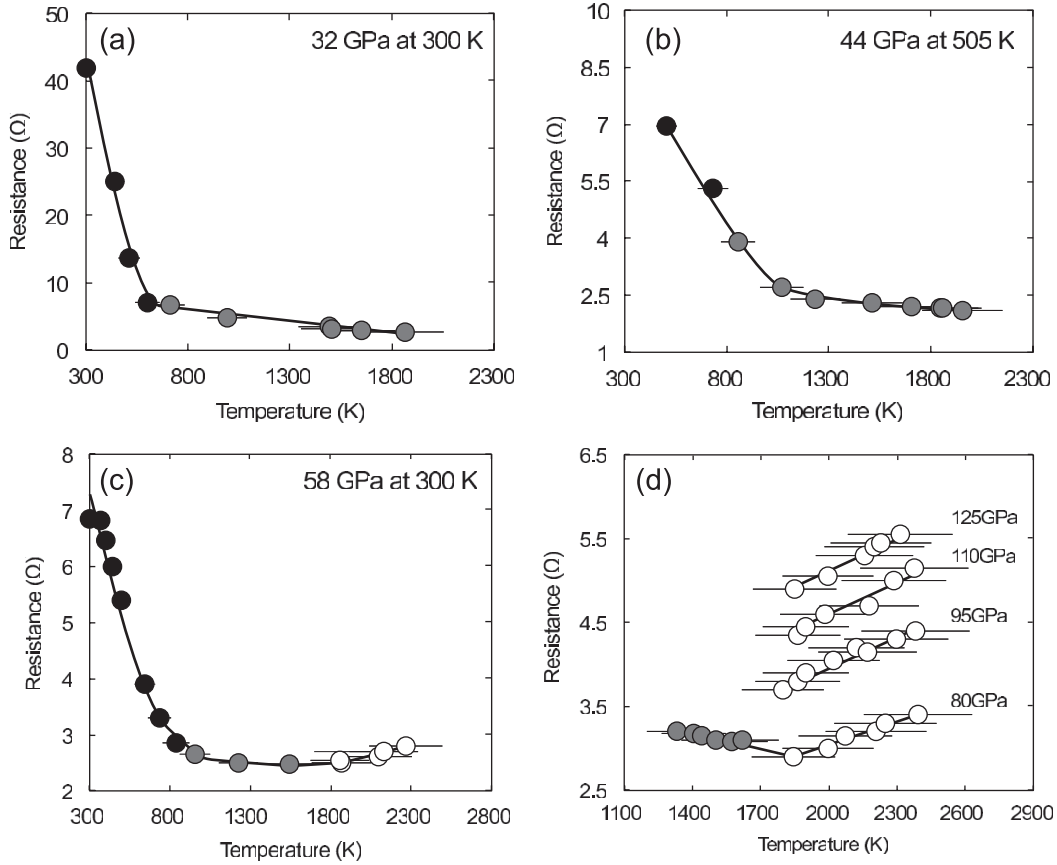 (a)
32 GPa at 300 K
50
40
30
20
10
0
Resistance (Ω)
300 800 1300 1800 2300
Temperature (K)
(b)
44 GPa at 505 K
10
8.5
7
5.5
4
2.5
1
Resistance (Ω)
300 800 1300 1800 2300
Temperature (K)
(c)
58 GPa at 300 K
8
7
6
5
4
3
2
Resistance (Ω)
300 800 1300 1800 2300 2800
Temperature (K)
(d)
125GPa
110GPa
95GPa
80GPa
6.5
5.5
4.5
3.5
2.5
Resistance (Ω)
1100 1400 1700 2000 2300 2600 2900
Temperature (K)